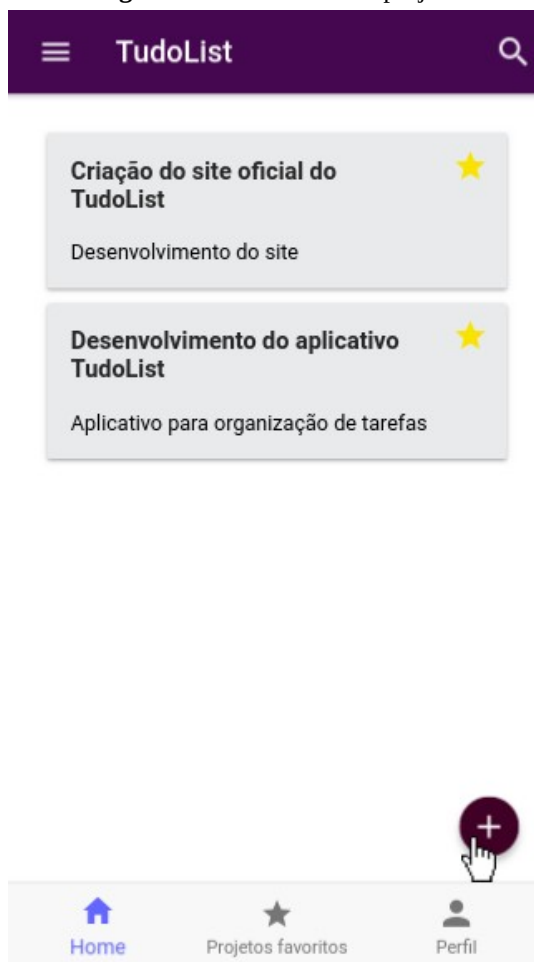 TudoList
Criação do site oficial do
TudoList
Desenvolvimento do site
Desenvolvimento do aplicativo
TudoList
Aplicativo para organização de tarefas
Home
Projetos favoritos
Perfil